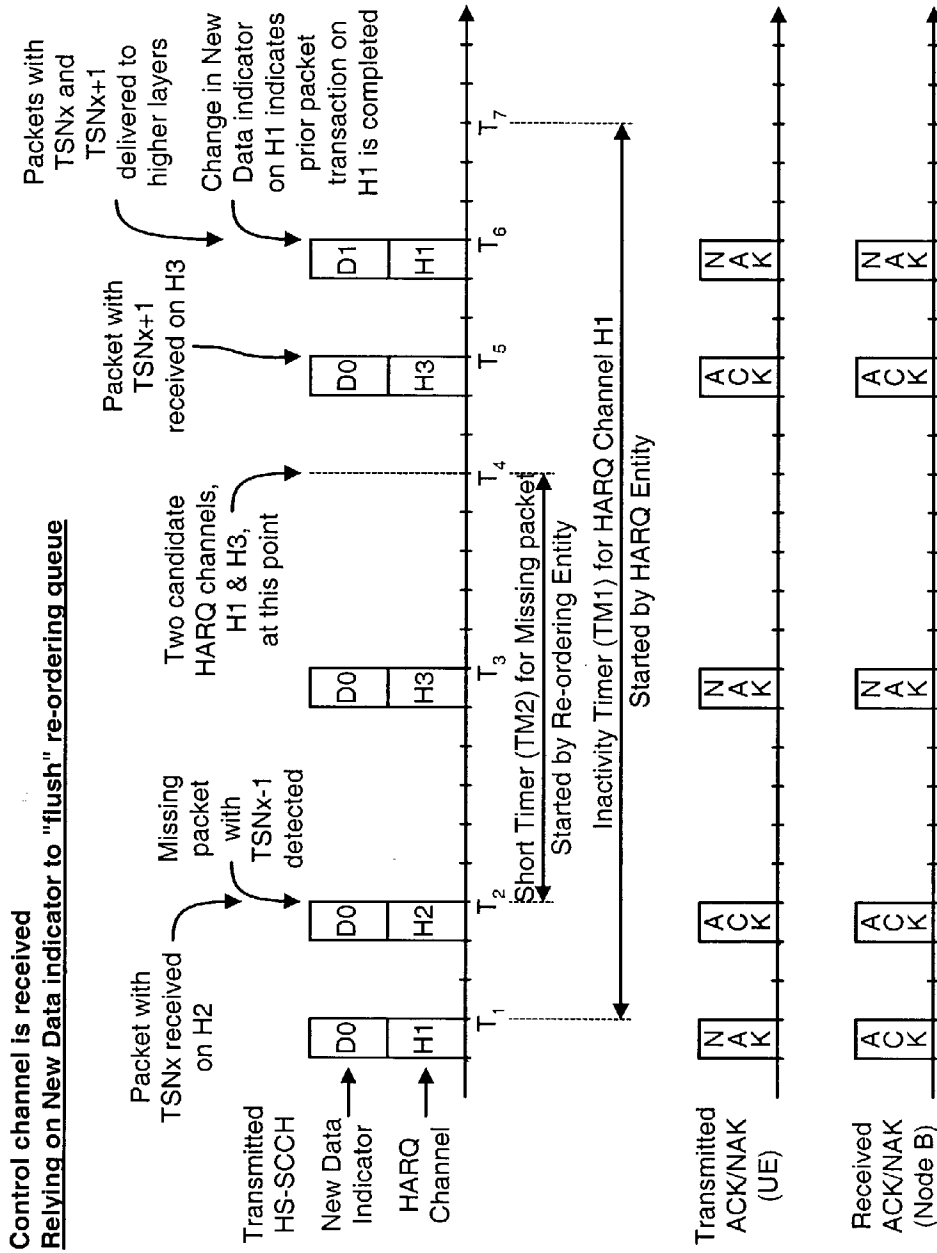 Control channel is received
Relying on New Data indicator to "flush" re-ordering queue
Packet with
TSNx received
on H2
Missing
packet
with
TSNx-1
detected
Two candidate
HARQ channels,
H1 & H3,
at this point
Packet with
TSNx+1
received on H3
Packets with
TSNx and
TSNx+1
delivered to
higher layers
Change in New
Data indicator
on H1 indicates
prior packet
transaction on
H1 is completed
Transmitted
HS-SCCH
New Data
Indicator
HARQ
Channel
D0 D0 D0 D0 D1
H1 H2 H3 H3 H1
T1 T2 T3 T4 T5 T6 T7
Short Timer (TM2) for Missing packet
Started by Re-ordering Entity
Inactivity Timer (TM1) for HARQ Channel H1
Started by HARQ Entity
Transmitted
ACK/NAK
(UE)
NAK ACK NAK ACK NAK
Received
ACK/NAK
(Node B)
ACK ACK NAK ACK NAK